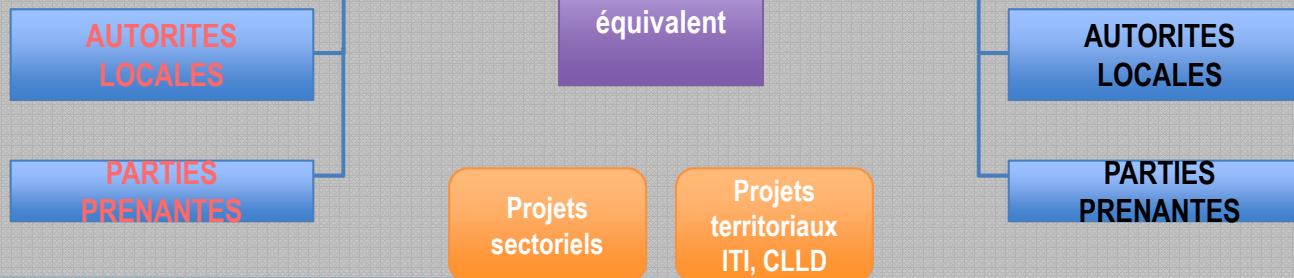 équivalent
AUTORITES
LOCALES
AUTORITES
LOCALES
PARTIES
PRENANTES
PARTIES
PRENANTES
Projets
sectoriels
Projets
territoriaux
ITI, CLLD